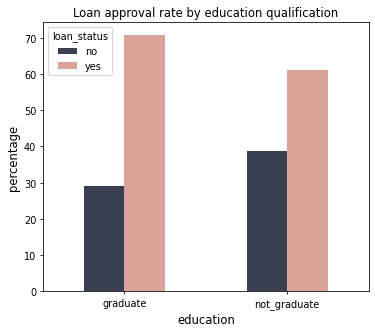 Loan approval rate by education qualification
loan_status
no
yes
percentage
70
60
50
40
30
20
10
0
graduate
not_graduate
education